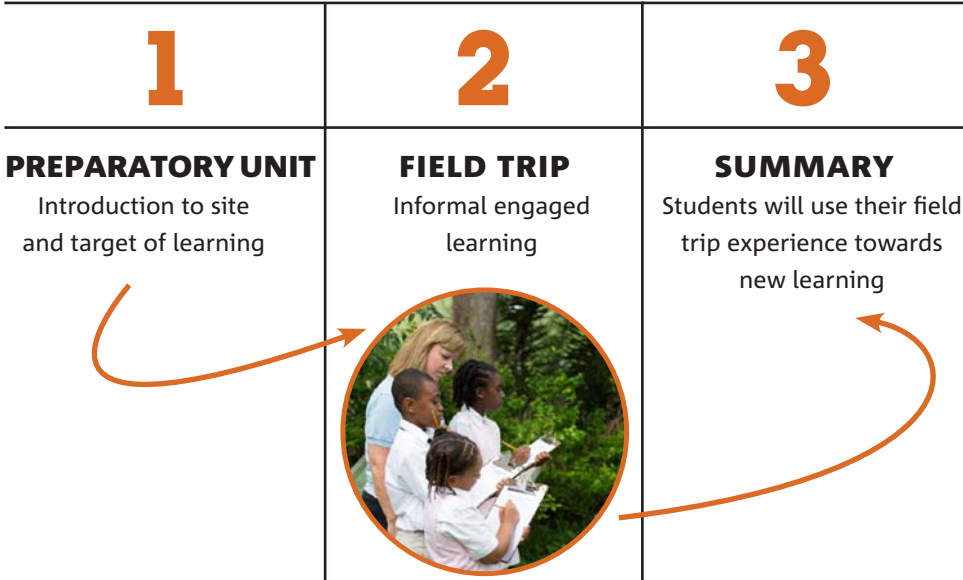 1
2
3
PREPARATORY UNIT
Introduction to site
and target of learning
FIELD TRIP
Informal engaged
learning
SUMMARY
Students will use their field
trip experience towards
new learning